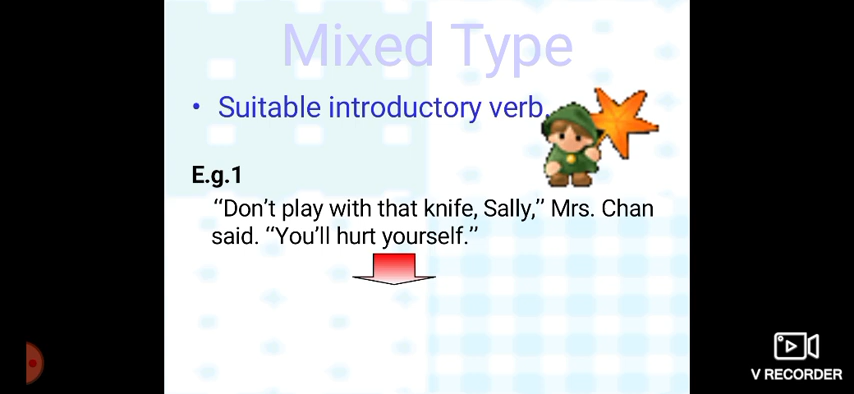 Mixed Type
• Suitable introductory verb.
E.g.1
“Don’t play with that knife, Sally,” Mrs. Chan
said. “You’ll hurt yourself.”
V RECORDER